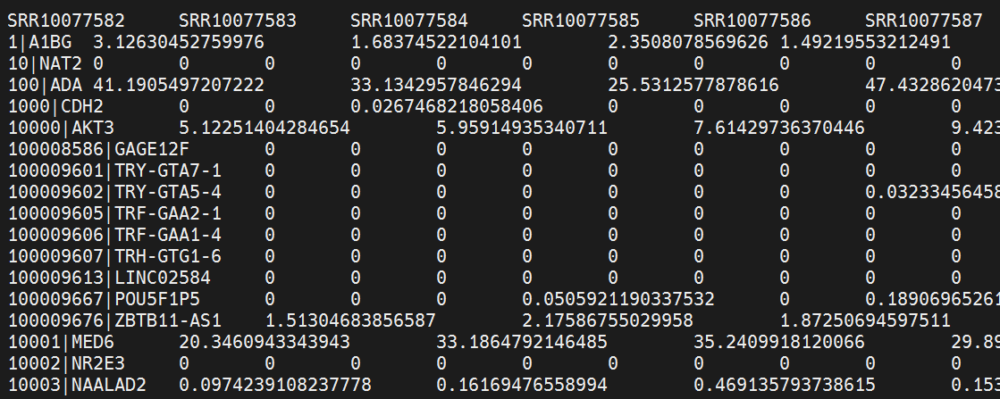 SRR10077582 SRR10077583 SRR10077584 SRR10077585 SRR10077586 SRR10077587
1|A1BG 3.12630452759976 1.68374522104101 2.3508078569626 1.49219553212491
10|NAT2 0 0 0 0 0 0 0 0 0 0 0
100|ADA 41.1905497207222 33.1342957846294 25.5312577878616 47.4328620473
1000|CDH2 0 0 0.0267468218058406 0 0 0 0 0
10000|AKT3 5.12251404284654 5.95914935340711 7.61429736370446 9.423
100008586|GAGE12F 0 0 0 0 0 0 0 0 0
100009601|TRY-GTA7-1 0 0 0 0 0 0 0 0 0
100009602|TRY-GTA5-4 0 0 0 0 0 0 0 0.03233456458
100009605|TRF-GAA2-1 0 0 0 0 0 0 0 0 0
100009606|TRF-GAA1-4 0 0 0 0 0 0 0 0 0
100009607|TRH-GTG1-6 0 0 0 0 0 0 0 0 0
100009613|LINC02584 0 0 0 0 0 0 0 0 0
100009667|POU5F1P5 0 0 0 0.0505921190337532 0 0.18906965261
100009676|ZBTB11-AS1 1.51304683856587 2.17586755029958 1.87250694597511
10001|MED6 20.3460943343943 33.1864792146485 35.2409918120066 29.89
10002|NR2E3 0 0 0 0 0 0 0 0 0 0
10003|NAALAD2 0.0974239108237778 0.16169476558994 0.469135793738615 0.153